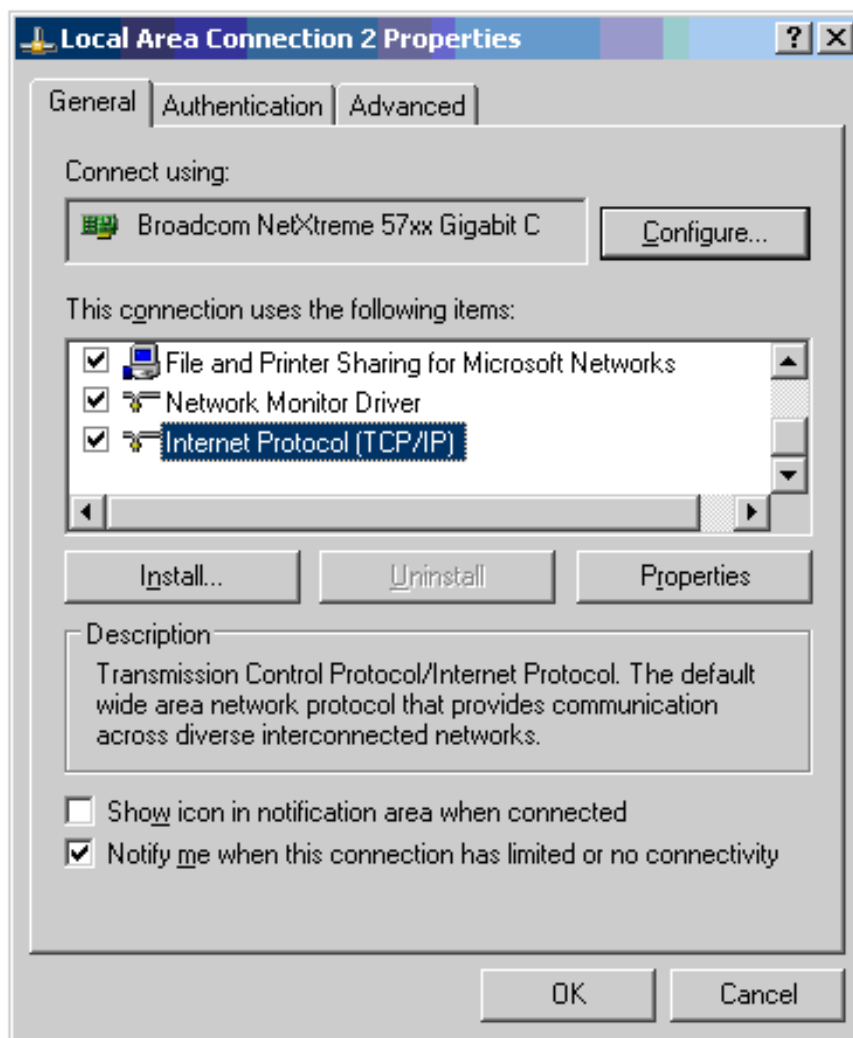 Local Area Connection 2 Properties
General
Authentication
Advanced
Connect using:
Broadcom NetXtreme 57xx Gigabit C
Configure...
This connection uses the following items:
File and Printer Sharing for Microsoft Networks
Network Monitor Driver
Internet Protocol (TCP/IP)
Install...
Uninstall
Properties
Description
Transmission Control Protocol/Internet Protocol. The default
wide area network protocol that provides communication
across diverse interconnected networks.
Show icon in notification area when connected
Notify me when this connection has limited or no connectivity
OK
Cancel